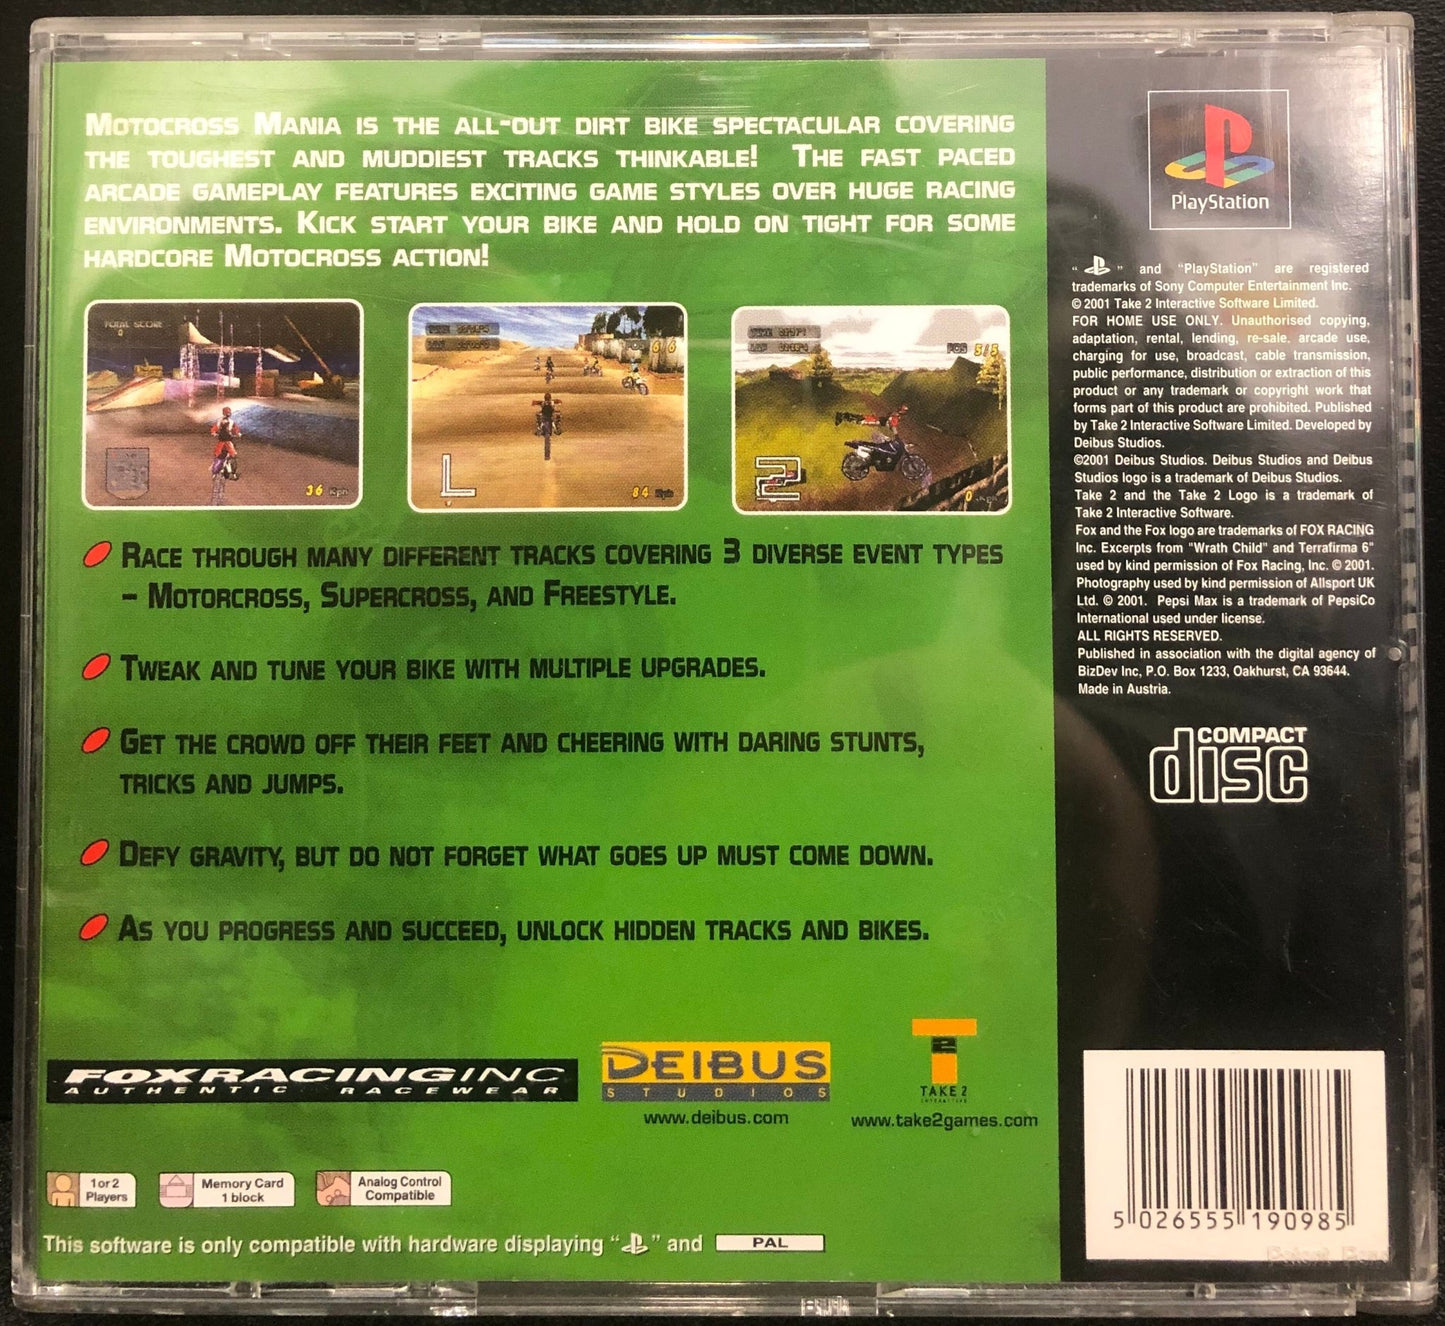 MOTOCROSS MANIA IS THE ALL-OUT DIRT BIKE SPECTACULAR COVERING
THE TOUGHEST AND MUDDIEST TRACKS THINKABLE! THE FAST PACED
ARCADE GAMEPLAY FEATURES EXCITING GAME STYLES OVER HUGE RACING
ENVIRONMENTS. KICK START YOUR BIKE AND HOLD ON TIGHT FOR SOME
HARDCORE MOTOCROSS ACTION!
TOTAL SCORE
0
36 Kph
6/6
L
84 Kph
POS 5/5
2
0
RACE THROUGH MANY DIFFERENT TRACKS COVERING 3 DIVERSE EVENT TYPES
– MOTORCROSS, SUPERCROSS, AND FREESTYLE.
TWEAK AND TUNE YOUR BIKE WITH MULTIPLE UPGRADES.
GET THE CROWD OFF THEIR FEET AND CHEERING WITH DARING STUNTS,
TRICKS AND JUMPS.
DEFY GRAVITY, BUT DO NOT FORGET WHAT GOES UP MUST COME DOWN.
AS YOU PROGRESS AND SUCCEED, UNLOCK HIDDEN TRACKS AND BIKES.
FOXRACINGINC
AUTHENTIC RACEWEAR
DEIBUS
STUDIOS
www.deibus.com
T2
TAKE 2
INTERACTIVE
www.take2games.com
1 or 2
Players
Memory Card
1 block
Analog Control
Compatible
This software is only compatible with hardware displaying “ ” and PAL
PlayStation
“ ” and “PlayStation” are registered
trademarks of Sony Computer Entertainment Inc.
© 2001 Take 2 Interactive Software Limited.
FOR HOME USE ONLY. Unauthorised copying,
adaptation, rental, lending, re-sale. arcade use,
charging for use, broadcast, cable transmission,
public performance, distribution or extraction of this
product or any trademark or copyright work that
forms part of this product are prohibited. Published
by Take 2 Interactive Software Limited. Developed by
Deibus Studios.
©2001 Deibus Studios. Deibus Studios and Deibus
Studios logo is a trademark of Deibus Studios.
Take 2 and the Take 2 Logo is a trademark of
Take 2 Interactive Software.
Fox and the Fox logo are trademarks of FOX RACING
Inc. Excerpts from "Wrath Child" and Terrafirma 6"
used by kind permission of Fox Racing, Inc. © 2001.
Photography used by kind permission of Allsport UK
Ltd. © 2001. Pepsi Max is a trademark of PepsiCo
International used under license.
ALL RIGHTS RESERVED.
Published in association with the digital agency of
BizDev Inc, P.O. Box 1233, Oakhurst, CA 93644.
Made in Austria.
COMPACT
disc
5 026555 190985